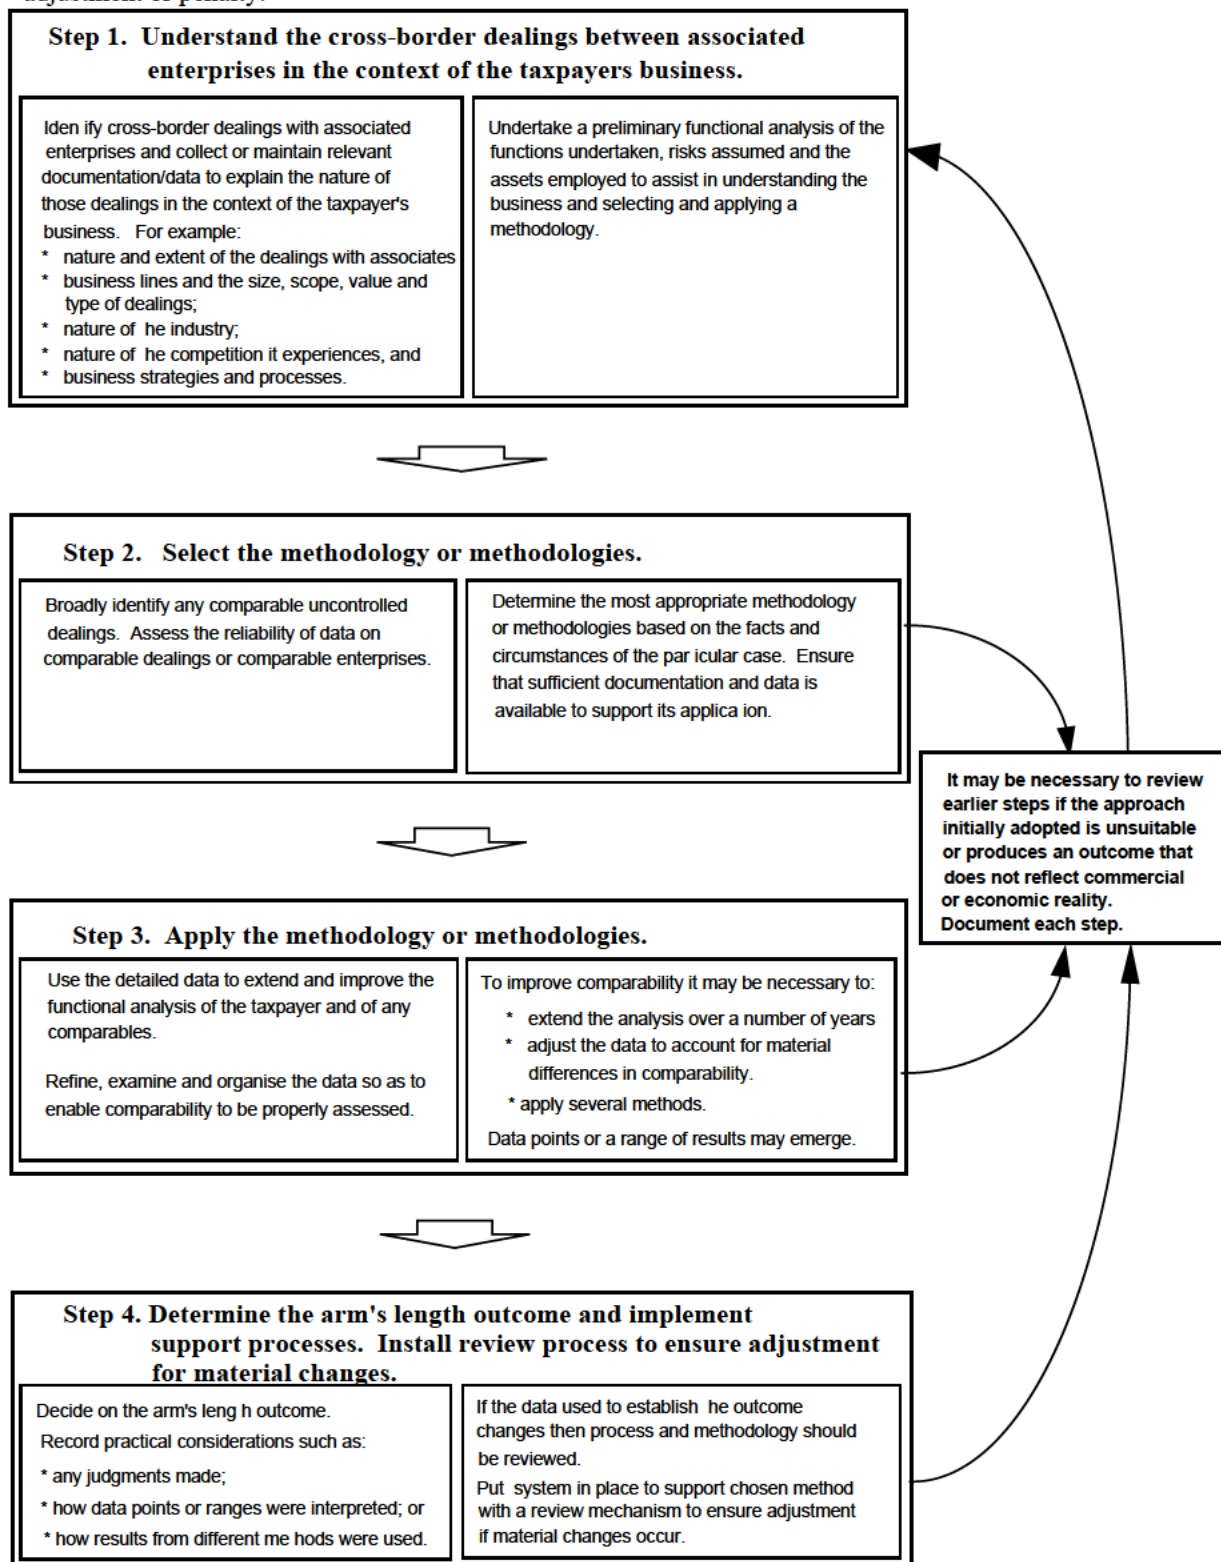 adjustment or penalty.
Step 1. Understand the cross-border dealings between associated
enterprises in the context of the taxpayers business.
Iden ify cross-border dealings with associated
enterprises and collect or maintain relevant
documentation/data to explain the nature of
those dealings in the context of the taxpayer's
business. For example:
* nature and extent of the dealings with associates
* business lines and the size, scope, value and
type of dealings;
* nature of he industry;
* nature of he competition it experiences, and
* business strategies and processes.
Undertake a preliminary functional analysis of the
functions undertaken, risks assumed and the
assets employed to assist in understanding the
business and selecting and applying a
methodology.
Step 2. Select the methodology or methodologies.
Broadly identify any comparable uncontrolled
dealings. Assess the reliability of data on
comparable dealings or comparable enterprises.
Determine the most appropriate methodology
or methodologies based on the facts and
circumstances of the par icular case. Ensure
that sufficient documentation and data is
available to support its applica ion.
It may be necessary to review
earlier steps if the approach
initially adopted is unsuitable
or produces an outcome that
does not reflect commercial
or economic reality.
Document each step.
Step 3. Apply the methodology or methodologies.
Use the detailed data to extend and improve the
functional analysis of the taxpayer and of any
comparables.
Refine, examine and organise the data so as to
enable comparability to be properly assessed.
To improve comparability it may be necessary to:
* extend the analysis over a number of years
* adjust the data to account for material
differences in comparability.
* apply several methods.
Data points or a range of results may emerge.
Step 4. Determine the arm's length outcome and implement
support processes. Install review process to ensure adjustment
for material changes.
Decide on the arm's leng h outcome.
Record practical considerations such as:
* any judgments made;
* how data points or ranges were interpreted; or
* how results from different me hods were used.
If the data used to establish he outcome
changes then process and methodology should
be reviewed.
Put system in place to support chosen method
with a review mechanism to ensure adjustment
if material changes occur.